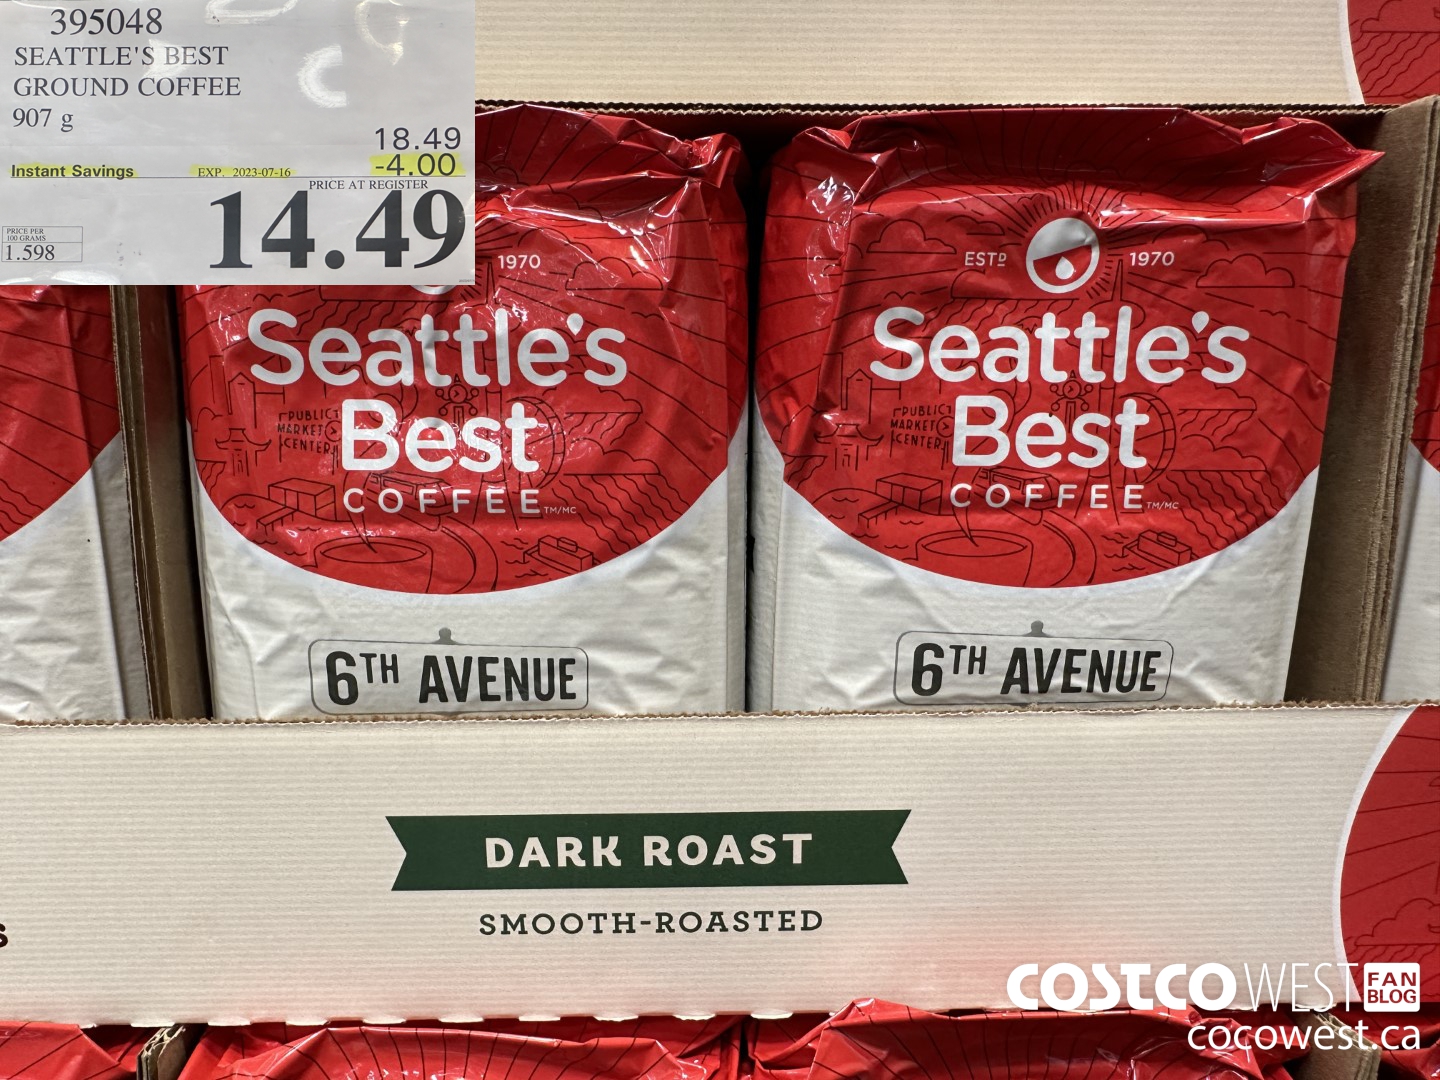 395048
SEATTLE'S BEST
GROUND COFFEE
907 g
18.49
Instant Savings EXP. 2023-07-16 -4.00
PRICE AT REGISTER
14.49
PRICE PER
100 GRAMS
1.598
1970
Seattle's
Best
COFFEE TM/MC
PUBLIC
MARKET
CENTER
6TH AVENUE
ESTD 1970
Seattle's
Best
COFFEE TM/MC
PUBLIC
MARKET
CENTER
6TH AVENUE
DARK ROAST
SMOOTH-ROASTED
s
COSTCO WEST FAN BLOG
cocowest.ca